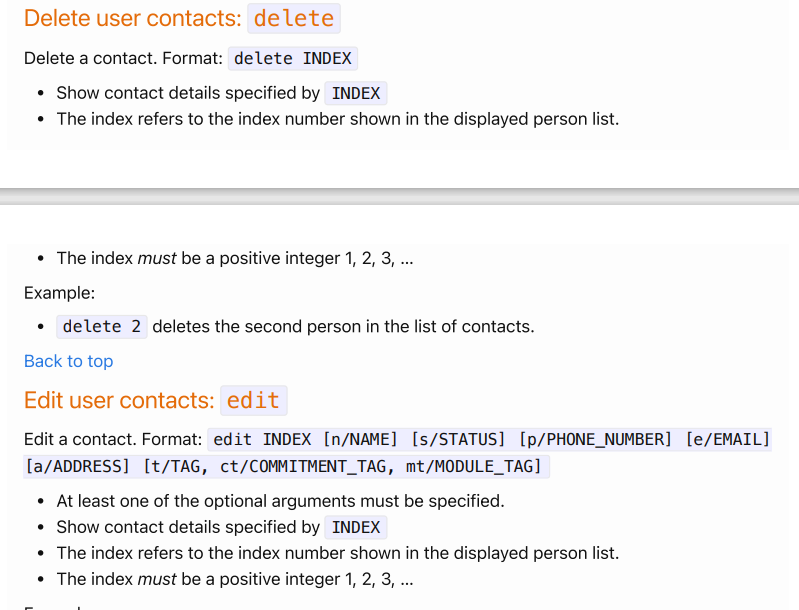 Delete user contacts: delete
Delete a contact. Format: delete INDEX
• Show contact details specified by INDEX
• The index refers to the index number shown in the displayed person list.
• The index must be a positive integer 1, 2, 3, …
Example:
• delete 2 deletes the second person in the list of contacts.
Back to top
Edit user contacts: edit
Edit a contact. Format: edit INDEX [n/NAME] [s/STATUS] [p/PHONE_NUMBER] [e/EMAIL]
[a/ADDRESS] [t/TAG, ct/COMMITMENT_TAG, mt/MODULE_TAG]
• At least one of the optional arguments must be specified.
• Show contact details specified by INDEX
• The index refers to the index number shown in the displayed person list.
• The index must be a positive integer 1, 2, 3, …